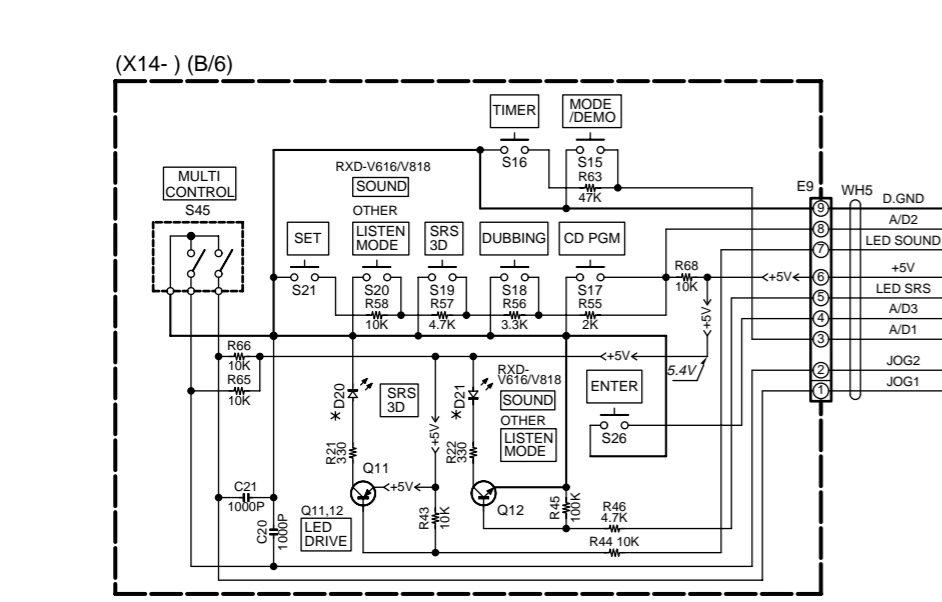 (X14- ) (B/6)
TIMER
MODE
/DEMO
S16
S15
R63
47K
MULTI
CONTROL
S45
RXD-V616/V818
SOUND
OTHER
LISTEN
MODE
SET
SRS
3D
DUBBING
CD PGM
S21
S20
S19
S18
S17
R58
10K
R57
4.7K
R56
3.3K
R55
2K
R68
10K
+5V
+5V
+5V
5.4V
E9
WH5
9
D.GND
8
A/D2
7
LED SOUND
6
+5V
5
LED SRS
4
A/D3
3
A/D1
2
JOG2
1
JOG1
R66
10K
R65
10K
*D20
SRS
3D
R21
330
Q11
+5V
+5V
*D21
RXD-
V616/V818
SOUND
OTHER
LISTEN
MODE
R22
330
Q12
ENTER
S26
C21
1000P
C20
1000P
Q11,12
LED
DRIVE
R43
10K
R45
100K
R46
4.7K
R44 10K